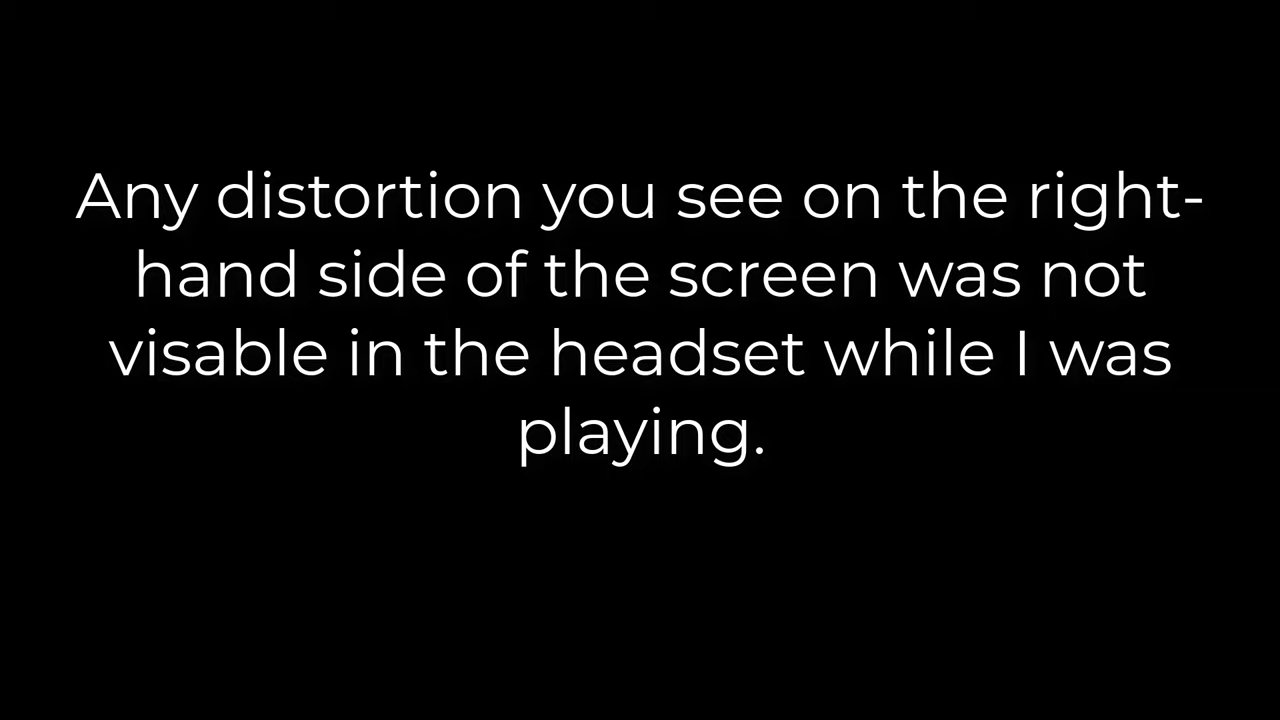 Any distortion you see on the right-
hand side of the screen was not
visable in the headset while I was
playing.